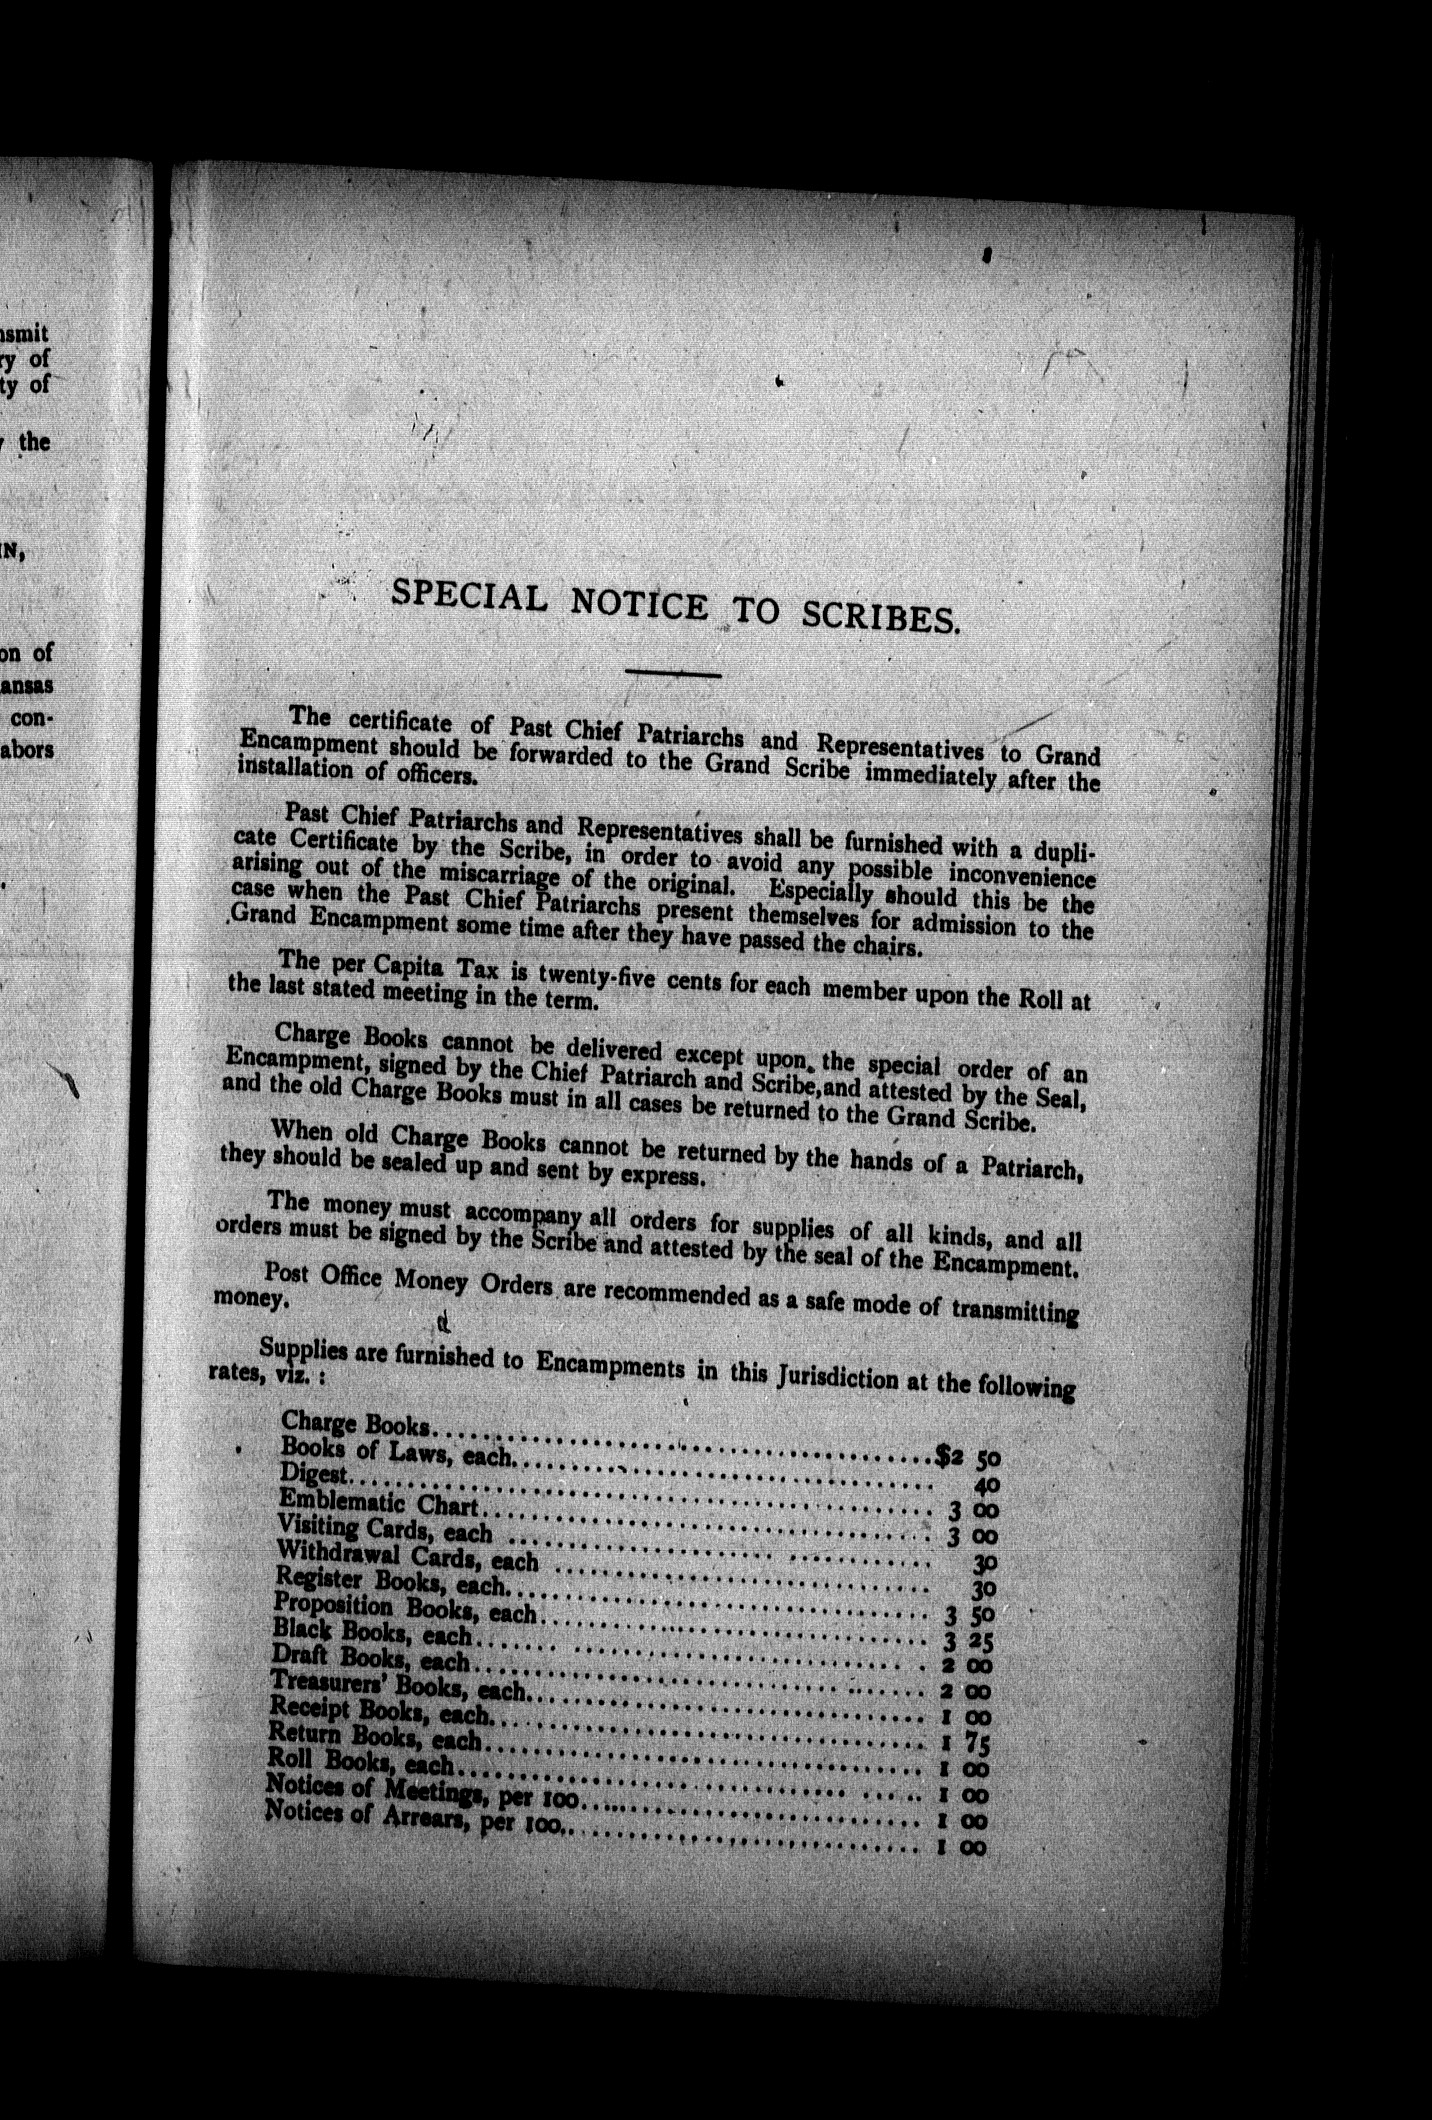 nsmit
ry of
ty of
the
IN,
on of
ansas
con-
abors
SPECIAL NOTICE TO SCRIBES.
The certificate of Past Chief Patriarchs and Representatives to Grand
Encampment should be forwarded to the Grand Scribe immediately after the
installation of officers.
Past Chief Patriarchs and Representatives shall be furnished with a dupli-
cate Certificate by the Scribe, in order to avoid any possible inconvenience
arising out of the miscarriage of the original. Especially should this be the
case when the Past Chief Patriarchs present themselves for admission to the
Grand Encampment some time after they have passed the chairs.
The per Capita Tax is twenty-five cents for each member upon the Roll at
the last stated meeting in the term.
Charge Books cannot be delivered except upon the special order of an
Encampment, signed by the Chief Patriarch and Scribe, and attested by the Seal,
and the old Charge Books must in all cases be returned to the Grand Scribe.
When old Charge Books cannot be returned by the hands of a Patriarch,
they should be sealed up and sent by express.
The money must accompany all orders for supplies of all kinds, and all
orders must be signed by the Scribe and attested by the seal of the Encampment.
Post Office Money Orders are recommended as a safe mode of transmitting
money.
Supplies are furnished to Encampments in this Jurisdiction at the following
rates, viz. :
Charge Books........................................$2 50
Books of Laws, each........................................ 40
Digest........................................ 3 00
Emblematic Chart........................................ 3 00
Visiting Cards, each ........................................ 30
Withdrawal Cards, each ........................................ 30
Register Books, each........................................ 3 50
Proposition Books, each........................................ 3 25
Black Books, each........................................ 2 00
Draft Books, each........................................ 2 00
Treasurers' Books, each........................................ 1 00
Receipt Books, each........................................ 1 75
Return Books, each........................................ 1 00
Roll Books, each........................................ 1 00
Notices of Meetings, per 100........................................ 1 00
Notices of Arrears, per 100........................................ 1 00